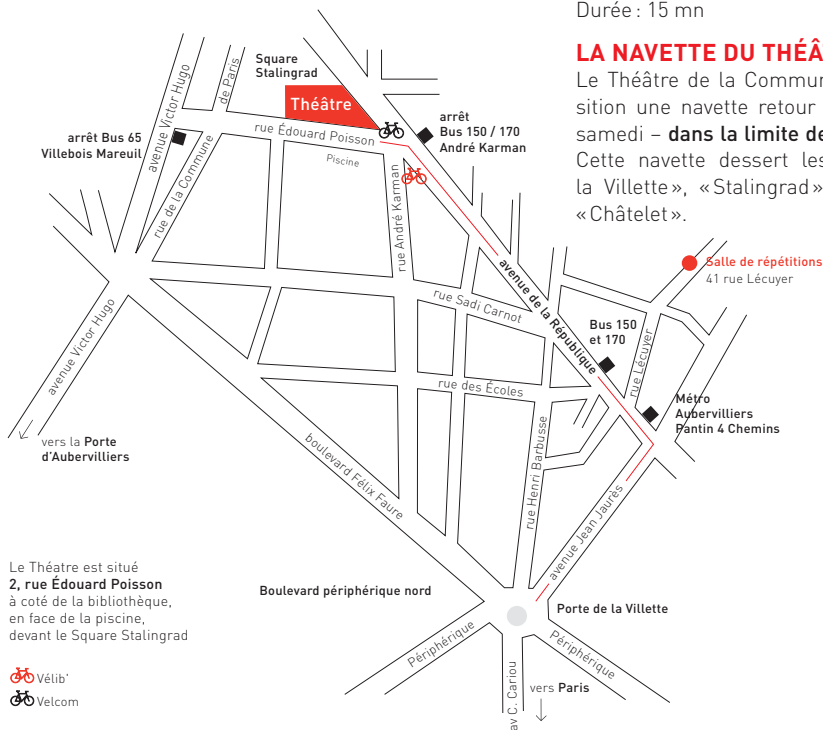 Durée : 15 mn
LA NAVETTE DU THÉÂ
Le Théâtre de la Commun
sition une navette retour
samedi – dans la limite de
Cette navette dessert les
la Villette», «Stalingrad»
«Châtelet».
Square
Stalingrad
Théâtre
de Paris
avenue Victor Hugo
arrêt Bus 65
Villebois Mareuil
rue de la Commune
rue Édouard Poisson
Piscine
arrêt
Bus 150 / 170
André Karman
rue André Karman
avenue de la République
rue Sadi Carnot
Salle de répétitions
41 rue Lécuyer
Bus 150
et 170
rue Lécuyer
rue des Écoles
Métro
Aubervilliers
Pantin 4 Chemins
avenue Victor Hugo
vers la Porte
d'Aubervilliers
boulevard Félix Faure
rue Henri Barbusse
avenue Jean Jaurès
Le Théatre est situé
2, rue Édouard Poisson
à coté de la bibliothèque,
en face de la piscine,
devant le Square Stalingrad
Boulevard périphérique nord
Porte de la Villette
Périphérique
Périphérique
av C. Cariou
vers Paris
Vélib'
Velcom